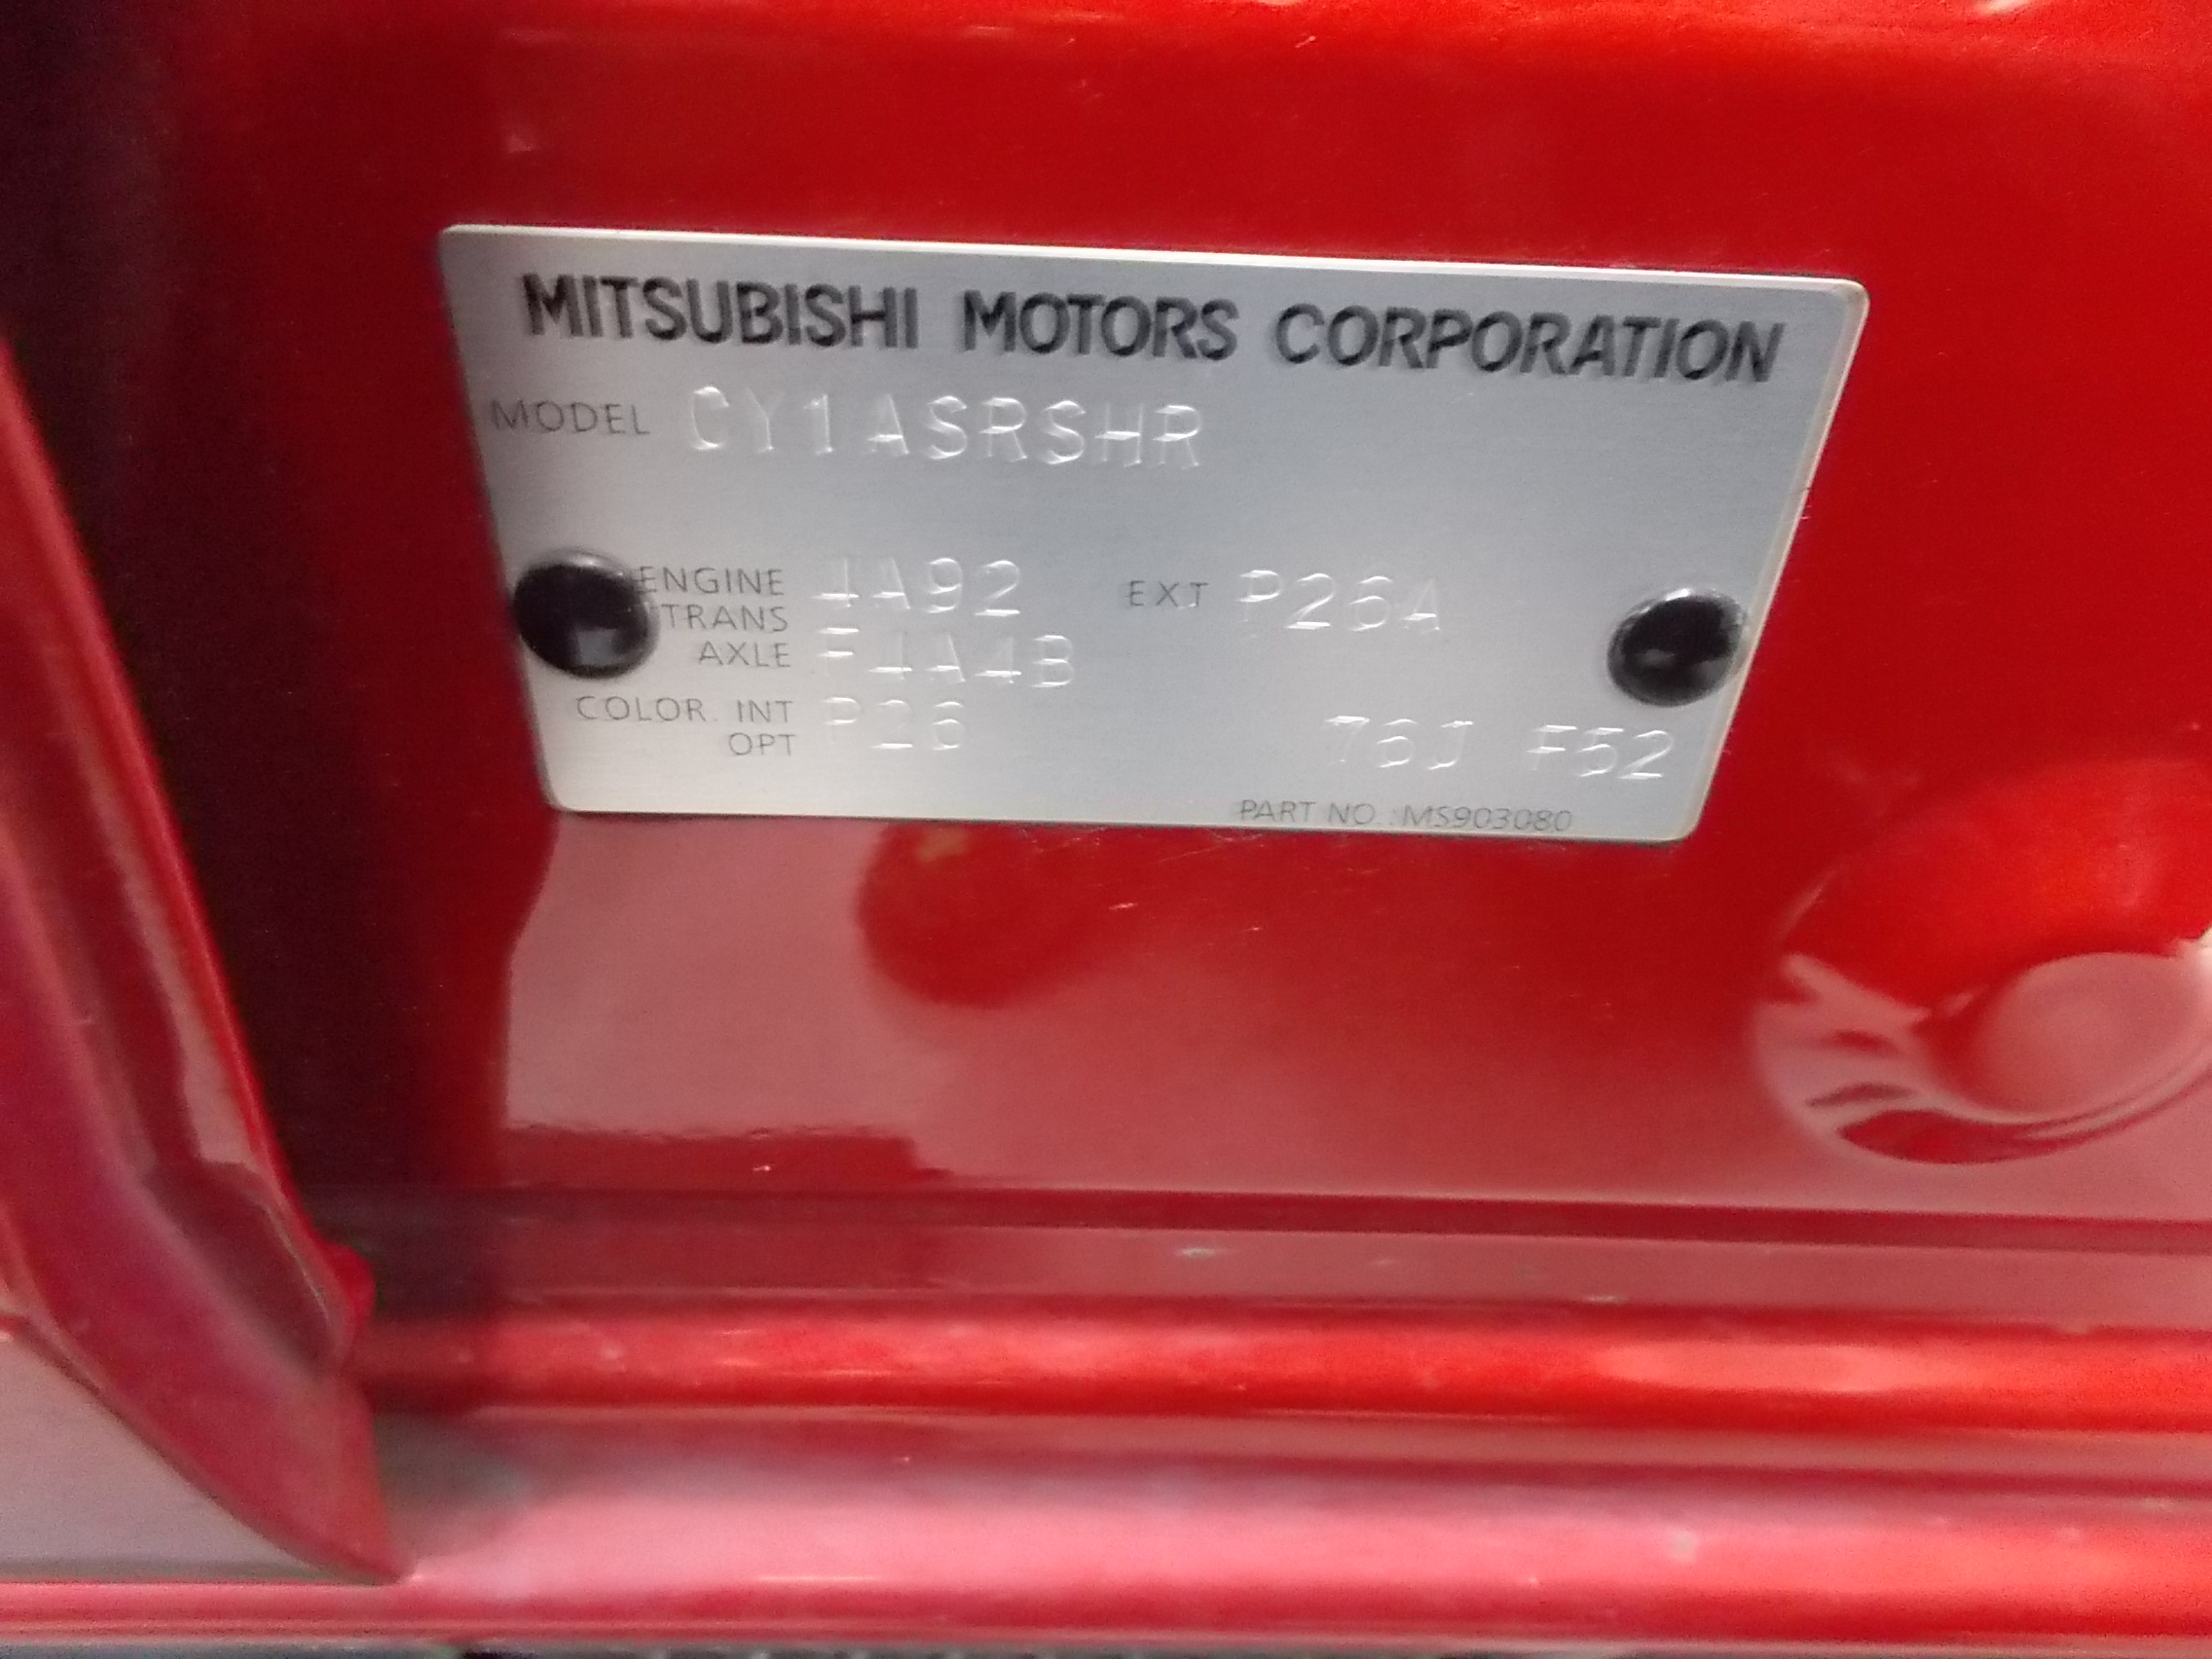 MITSUBISHI MOTORS CORPORATION
MODEL CY1ASRSHR
ENGINE 4A92 EXT P26A
TRANS
AXLE F4A4B
COLOR. INT P26 76J F52
OPT
PART NO.:MS903080